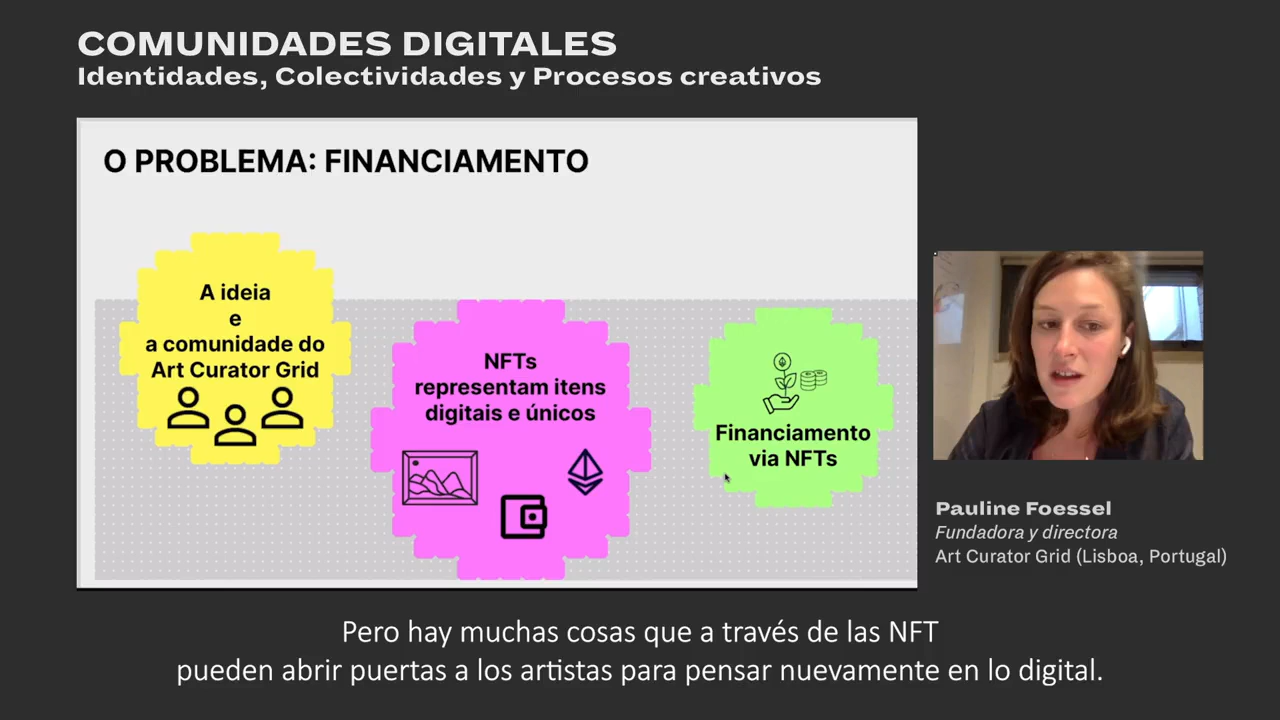 COMUNIDADES DIGITALES
Identidades, Colectividades y Procesos creativos
O PROBLEMA: FINANCIAMENTO
A ideia
e
a comunidade do
Art Curator Grid
NFTs
representam itens
digitais e únicos
Financiamento
via NFTs
Pauline Foessel
Fundadora y directora
Art Curator Grid (Lisboa, Portugal)
Pero hay muchas cosas que a través de las NFT
pueden abrir puertas a los artistas para pensar nuevamente en lo digital.